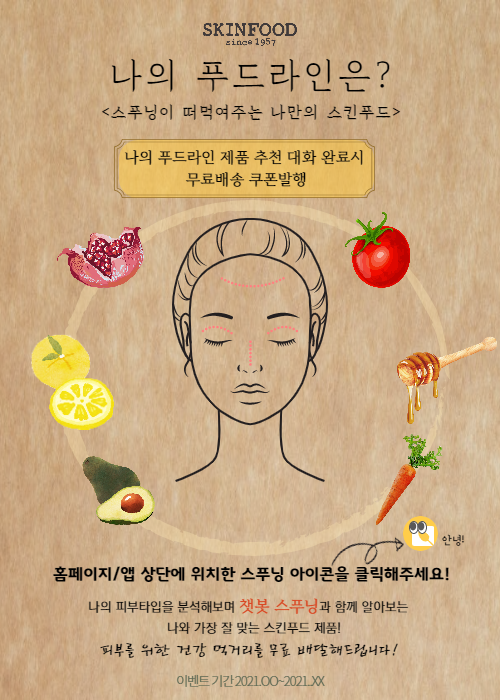 SKINFOOD
since 1957
나의 푸드라인은?
<스푸닝이 떠먹여주는 나만의 스킨푸드>
나의 푸드라인 제품 추천 대화 완료시
무료배송 쿠폰발행
안녕!
홈페이지/앱 상단에 위치한 스푸닝 아이콘을 클릭해주세요!
나의 피부타입을 분석해보며 챗봇 스푸닝과 함께 알아보는
나와 가장 잘 맞는 스킨푸드 제품!
피부를 위한 건강 먹거리를 무료 배달해드립니다!
이벤트 기간 2021.OO~2021.XX